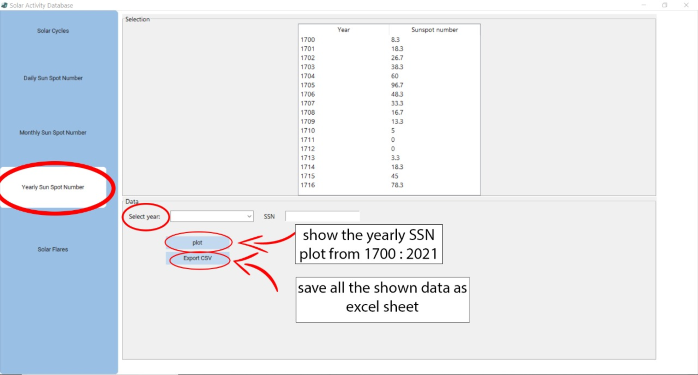 Solar Activity Database
Solar Cycles
Daily Sun Spot Number
Monthly Sun Spot Number
Yearly Sun Spot Number
Solar Flares
Selection
Year Sunspot number
1700 8.3
1701 18.3
1702 26.7
1703 38.3
1704 60
1705 96.7
1706 48.3
1707 33.3
1708 16.7
1709 13.3
1710 5
1711 0
1712 0
1713 3.3
1714 18.3
1715 45
1716 78.3
Data
Select year: SSN
plot
Export CSV
show the yearly SSN
plot from 1700 : 2021
save all the shown data as
excel sheet